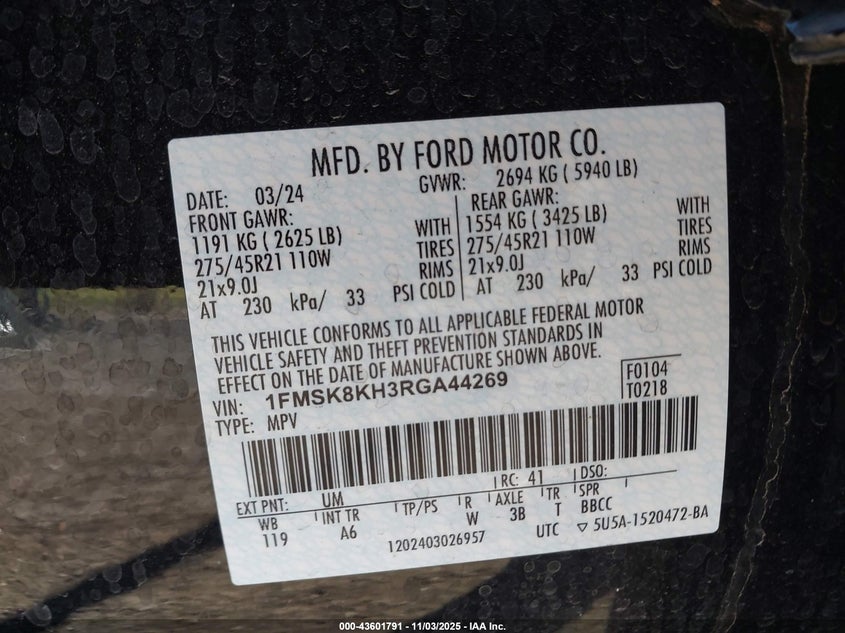 MFD. BY FORD MOTOR CO.
DATE: 03/24 GVWR: 2694 KG ( 5940 LB)
FRONT GAWR: REAR GAWR:
1191 KG ( 2625 LB) WITH 1554 KG ( 3425 LB) WITH
275/45R21 110W TIRES 275/45R21 110W TIRES
21x9.0J RIMS 21x9.0J RIMS
AT 230 kPa/ 33 PSI COLD AT 230 kPa/ 33 PSI COLD
THIS VEHICLE CONFORMS TO ALL APPLICABLE FEDERAL MOTOR
VEHICLE SAFETY AND THEFT PREVENTION STANDARDS IN
EFFECT ON THE DATE OF MANUFACTURE SHOWN ABOVE.
VIN: 1FMSK8KH3RGA44269 F0104
TYPE: MPV T0218
EXT PNT: UM RC: 41 DSO:
WB INT TR TP/PS R AXLE TR SPR
119 A6 W 3B T BBCC
1202403026957 UTC ▽ 5U5A-1520472-BA
000-43601791 - 11/03/2025 - IAA Inc.